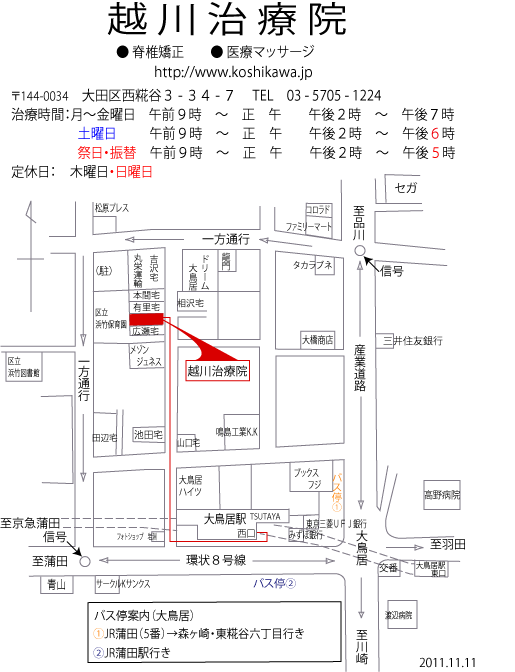 越川治療院
●脊椎矯正　●医療マッサージ
http://www.koshikawa.jp
〒144-0034　大田区西糀谷３-３４-７　TEL　03-5705-1224
治療時間：月～金曜日　午前９時　～　正　午　午後２時　～　午後７時
土曜日　午前９時　～　正　午　午後２時　～　午後６時
祭日・振替　午前９時　～　正　午　午後２時　～　午後５時
定休日：　木曜日・日曜日
セガ
松原プレス
コロラド
ファミリーマート
至品川
一方通行
信号
(駐)
丸栄運輸
吉沢宅
ドリーム大鳥居
龍門
タカラブネ
本間宅
有里宅
相沢宅
区立
浜竹保育園
広瀬宅
大橋商店
三井住友銀行
メゾン
ジュネス
区立
浜竹図書館
一方通行
越川治療院
産業道路
田辺宅
池田宅
山口宅
鳴島工業K.K
大鳥居
ハイツ
ブックス
フジ
バス停①
高野病院
大鳥居駅
TSUTAYA
西口
東京三菱ＵＦＪ銀行
みずほ銀行
至京急蒲田
信号
フォトショップ
大鳥居
至羽田
至蒲田
環状８号線
交番
大鳥居駅
東口
青山
サークルKサンクス
バス停②
渡辺病院
バス停案内（大鳥居）
①JR蒲田（5番）→森ヶ崎・東糀谷六丁目行き
②JR蒲田駅行き
至川崎
2011.11.11